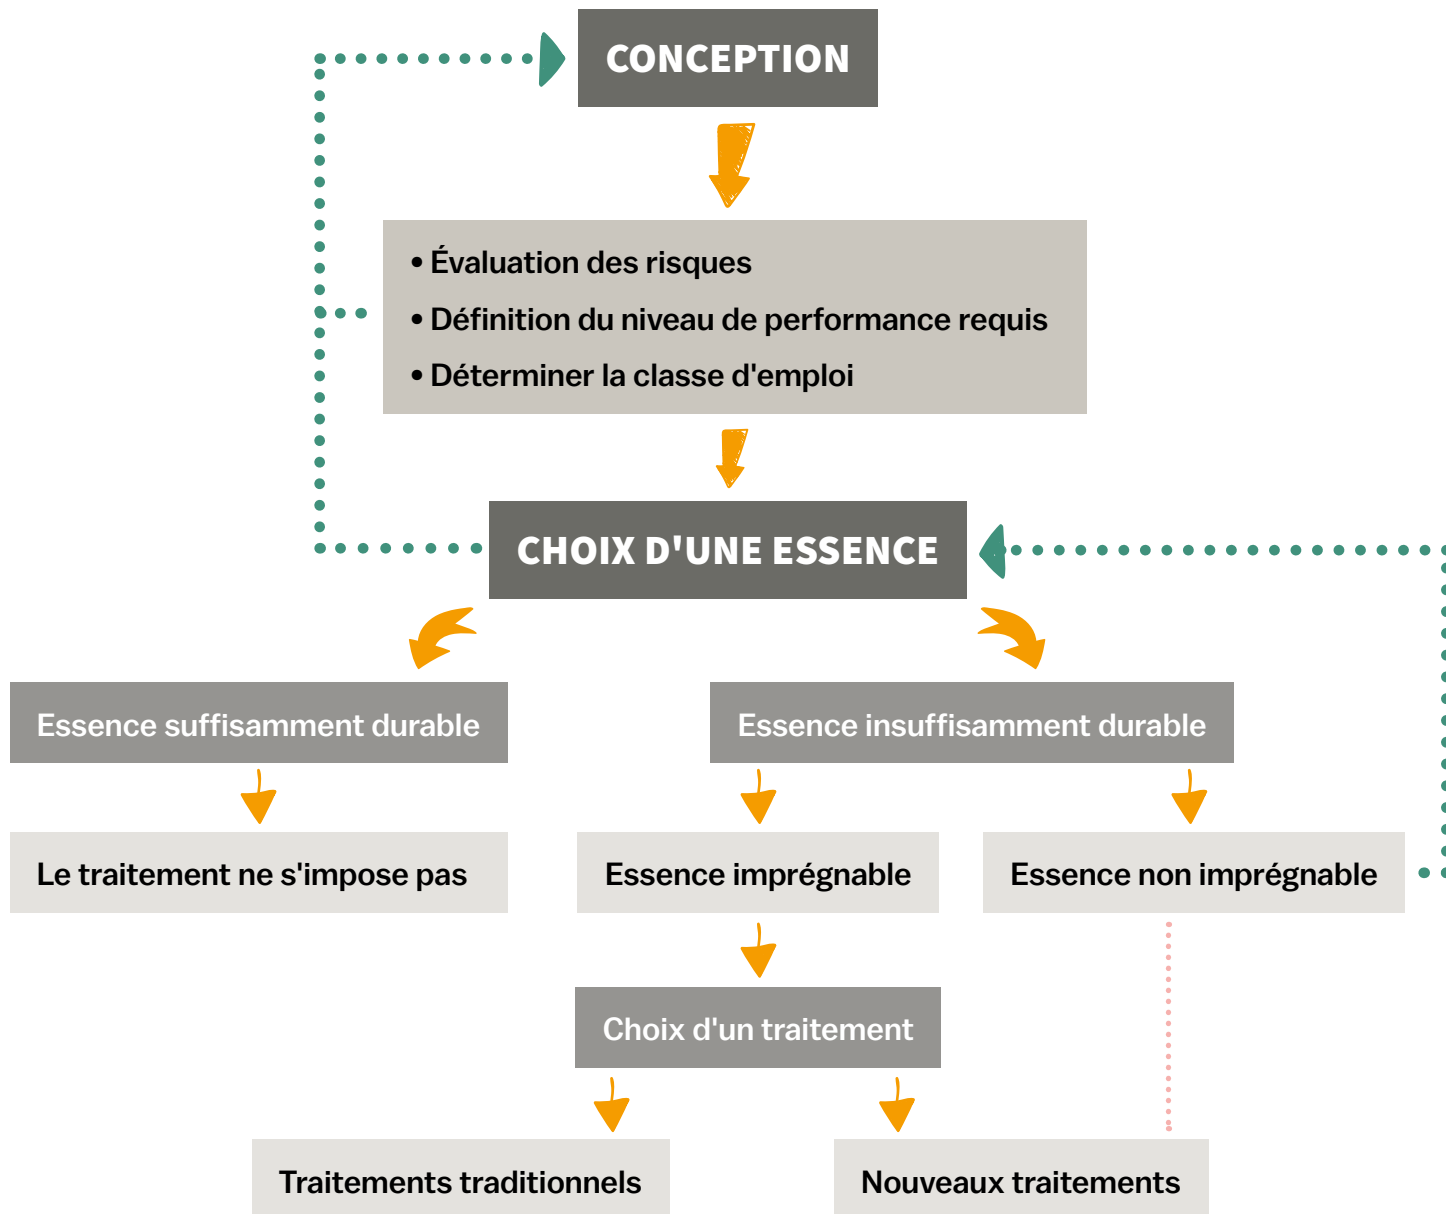 CONCEPTION
• Évaluation des risques
• Définition du niveau de performance requis
• Déterminer la classe d'emploi
CHOIX D'UNE ESSENCE
Essence suffisamment durable
Essence insuffisamment durable
Le traitement ne s'impose pas
Essence imprégnable
Essence non imprégnable
Choix d'un traitement
Traitements traditionnels
Nouveaux traitements